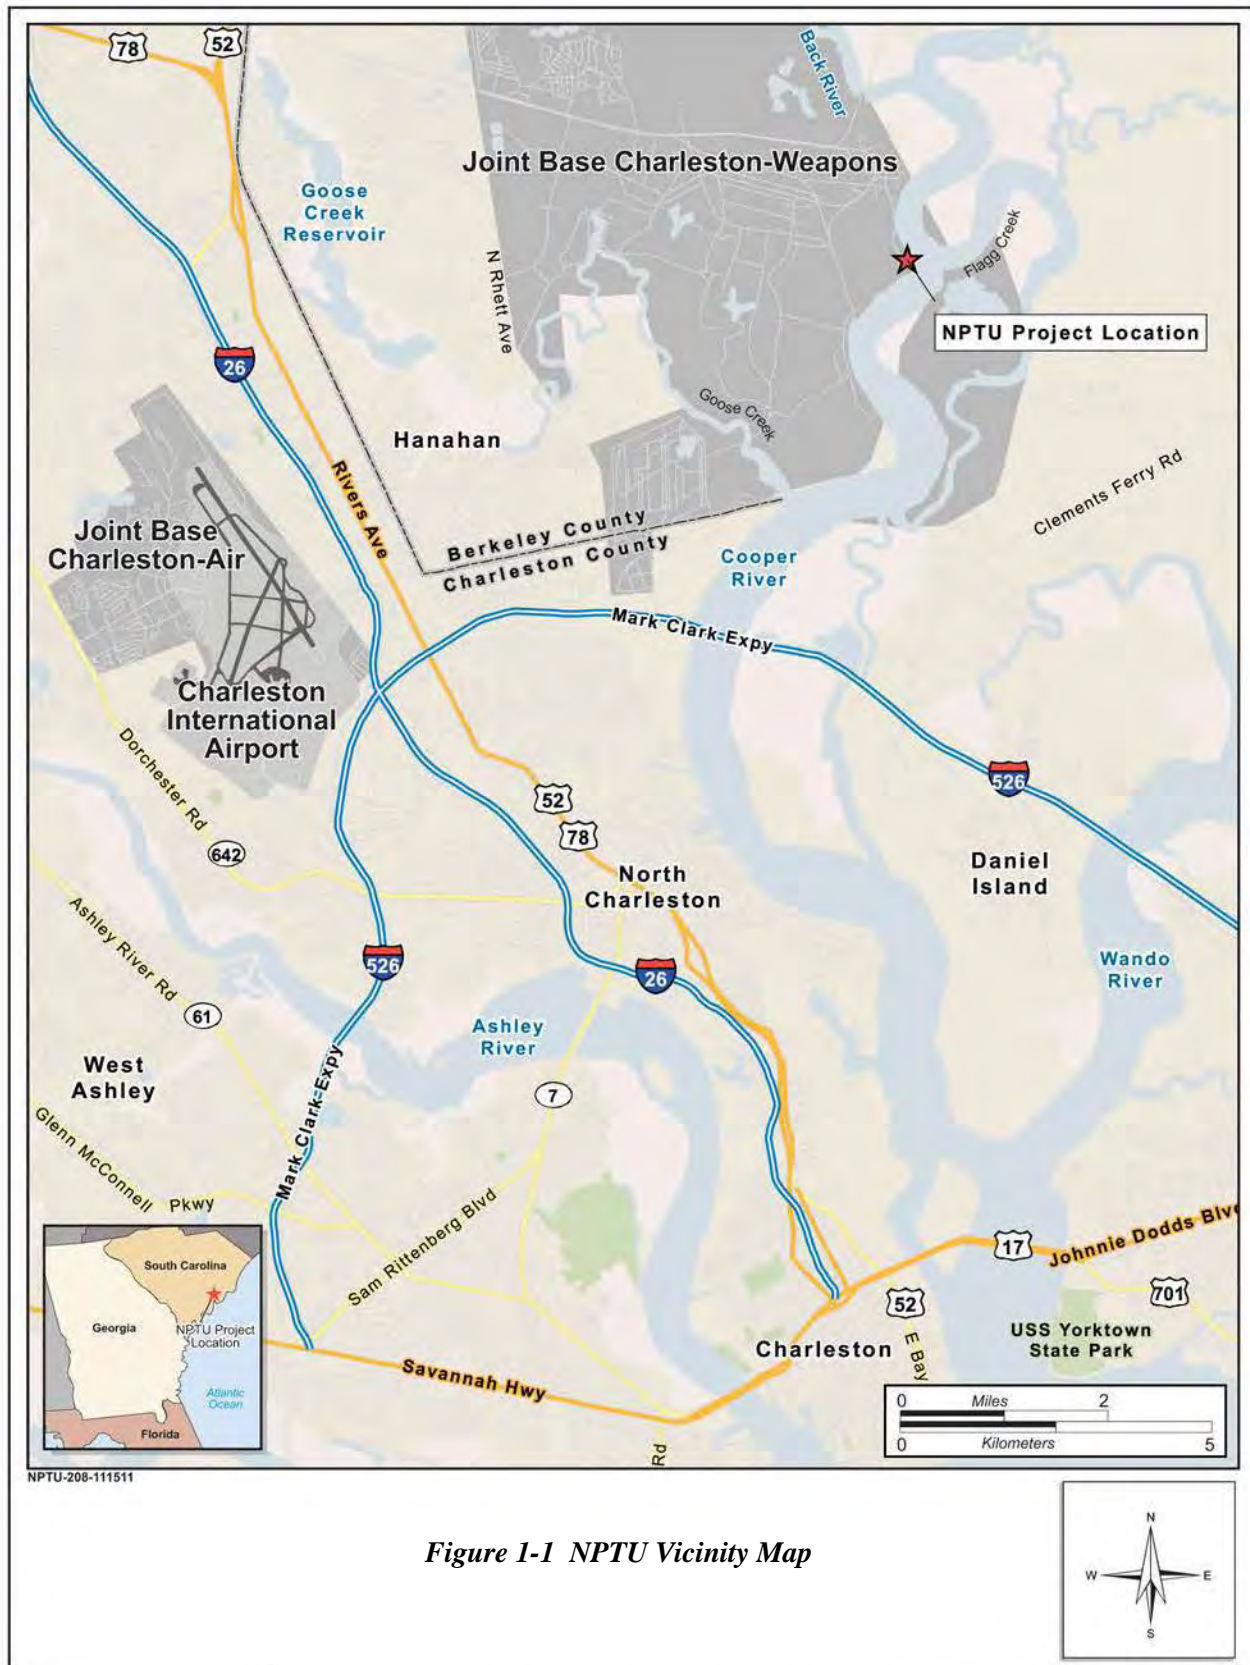 78
52
Back River
Joint Base Charleston-Weapons
Goose
Creek
Reservoir
N Rhett Ave
Flagg Creek
NPTU Project Location
26
Goose Creek
Hanahan
Rivers Ave
Clements Ferry Rd
Joint Base
Charleston-Air
Berkeley County
Charleston County
Cooper
River
Mark Clark Expy
Charleston
International
Airport
Dorchester Rd
526
52
78
642
North
Charleston
Daniel
Island
Ashley River Rd
526
26
Wando
River
61
Ashley
River
West
Ashley
7
Mark Clark Expy
Glenn McConnell
Pkwy
Sam Rittenberg Blvd
17
Johnnie Dodds Blvd
701
52
E Bay
USS Yorktown
State Park
Charleston
Savannah Hwy
Rd
South Carolina
Georgia
NPTU Project
Location
Atlantic
Ocean
Florida
0 Miles 2
0 Kilometers 5
NPTU-208-111511
Figure 1-1 NPTU Vicinity Map
N
W E
S